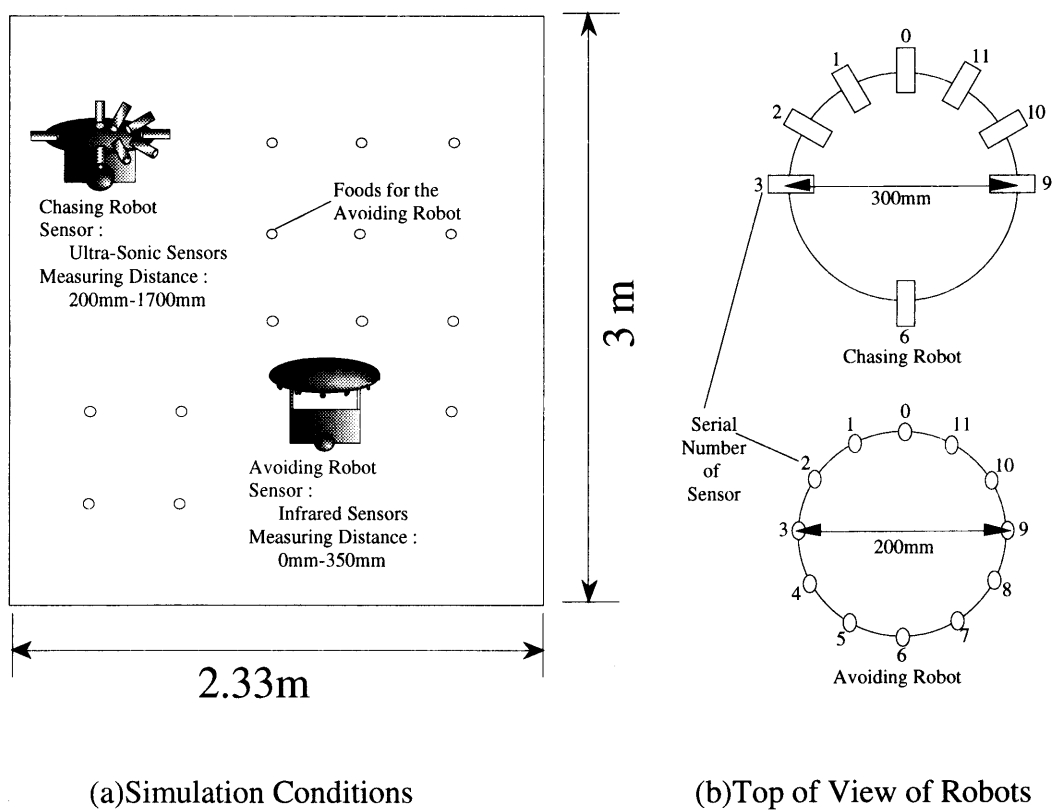 Chasing Robot
Sensor :
Ultra-Sonic Sensors
Measuring Distance :
200mm-1700mm
Foods for the
Avoiding Robot
Avoiding Robot
Sensor :
Infrared Sensors
Measuring Distance :
0mm-350mm
3 m
2.33m
(a)Simulation Conditions
0
1
11
2
10
3
9
300mm
6
Chasing Robot
Serial
Number
of
Sensor
0
1
11
2
10
3
9
200mm
4
8
5
7
6
Avoiding Robot
(b)Top of View of Robots